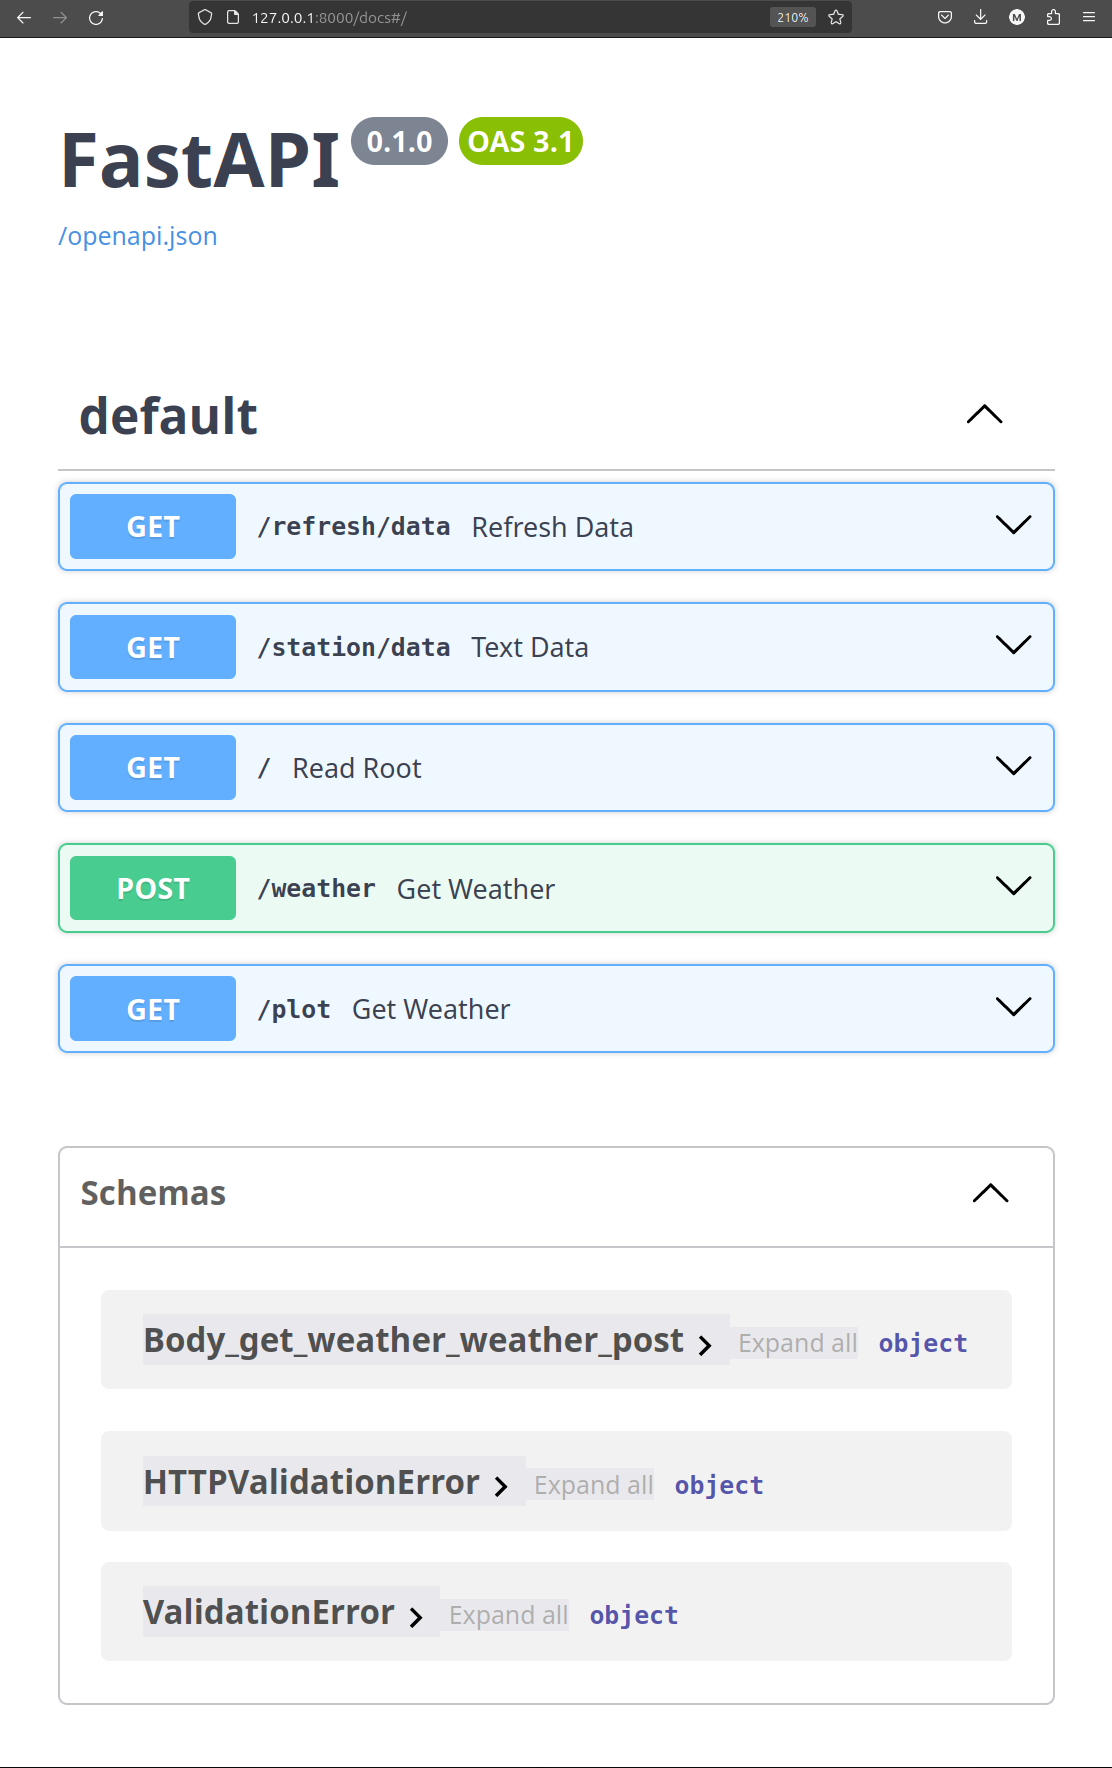 127.0.0.1:8000/docs#/ 210% M
FastAPI 0.1.0 OAS 3.1
/openapi.json
default
GET /refresh/data Refresh Data
GET /station/data Text Data
GET / Read Root
POST /weather Get Weather
GET /plot Get Weather
Schemas
Body_get_weather_weather_post Expand all object
HTTPValidationError Expand all object
ValidationError Expand all object